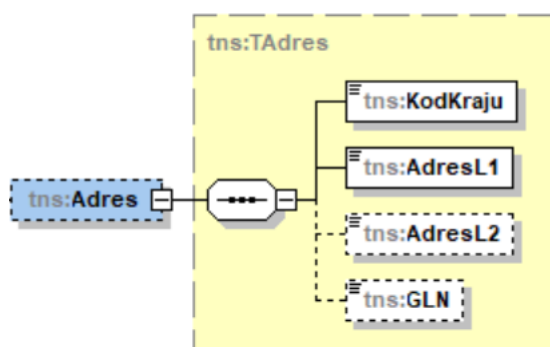 tns:TAdres
tns:KodKraju
tns:AdresL1
tns:Adres
tns:AdresL2
tns:GLN